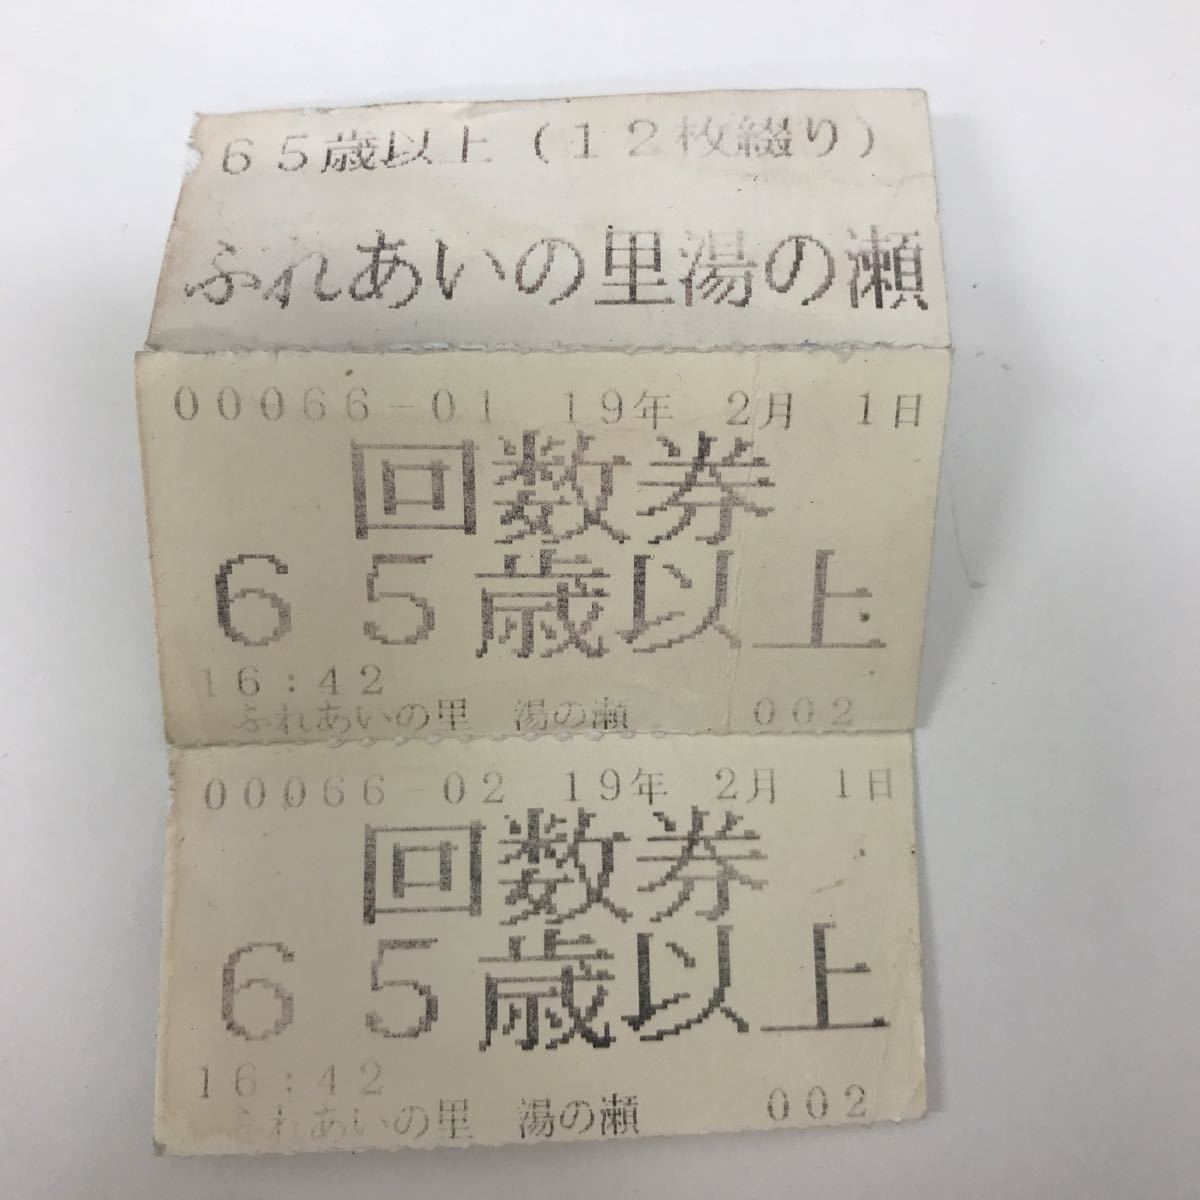 ６５歳以上（１２枚綴り）
ふれあいの里湯の瀬
０００６６－０１　１９年　２月　１日
回数券
６５歳以上
１６：４２
ふれあいの里　湯の瀬　００２
０００６６－０２　１９年　２月　１日
回数券
６５歳以上
１６：４２
ふれあいの里　湯の瀬　００２